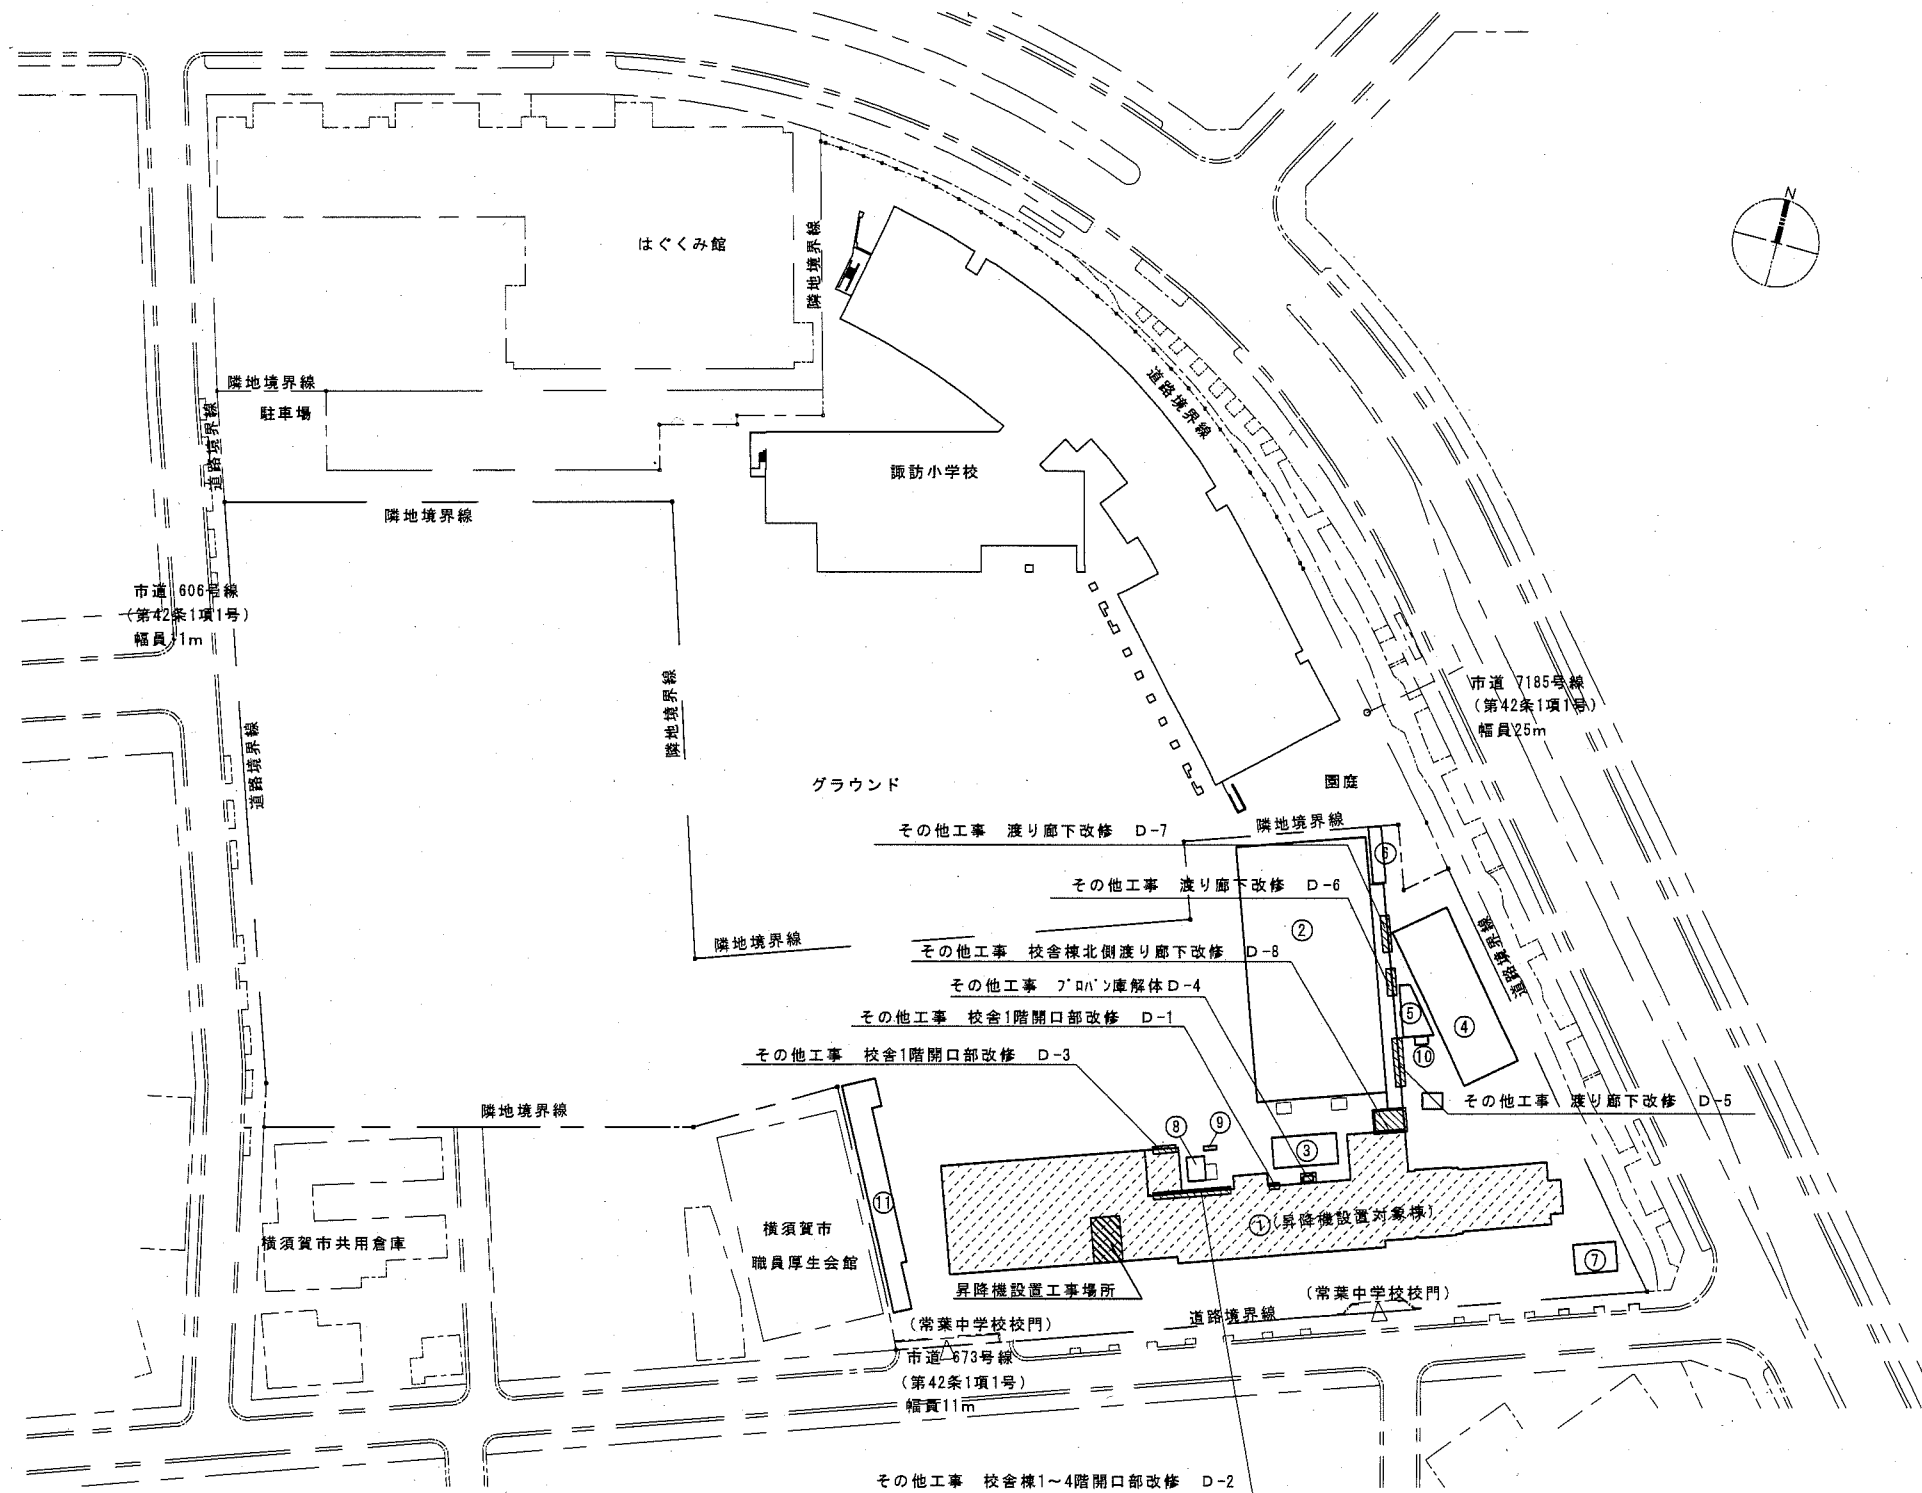 N
はぐくみ館
隣地境界線
隣地境界線
駐車場
道路境界線
道路境界線
諏訪小学校
隣地境界線
市道 606号線
(第42条1項1号)
幅員11m
隣地境界線
道路境界線
市道 7185号線
(第42条1項1号)
幅員25m
グラウンド
園庭
その他工事 渡り廊下改修 D-7
隣地境界線
⑥
その他工事 渡り廊下改修 D-6
②
隣地境界線
その他工事 校舎棟北側渡り廊下改修 D-8
道路境界線
その他工事 プロパン庫解体D-4
⑤
④
その他工事 校舎1階開口部改修 D-1
その他工事 校舎1階開口部改修 D-3
⑩
隣地境界線
その他工事 渡り廊下改修 D-5
⑧
⑨
③
⑪
横須賀市
職員厚生会館
横須賀市共用倉庫
①(昇降機設置対象棟)
⑦
昇降機設置工事場所
(常葉中学校校門)
道路境界線
(常葉中学校校門)
市道 673号線
(第42条1項1号)
幅員11m
その他工事 校舎棟1~4階開口部改修 D-2